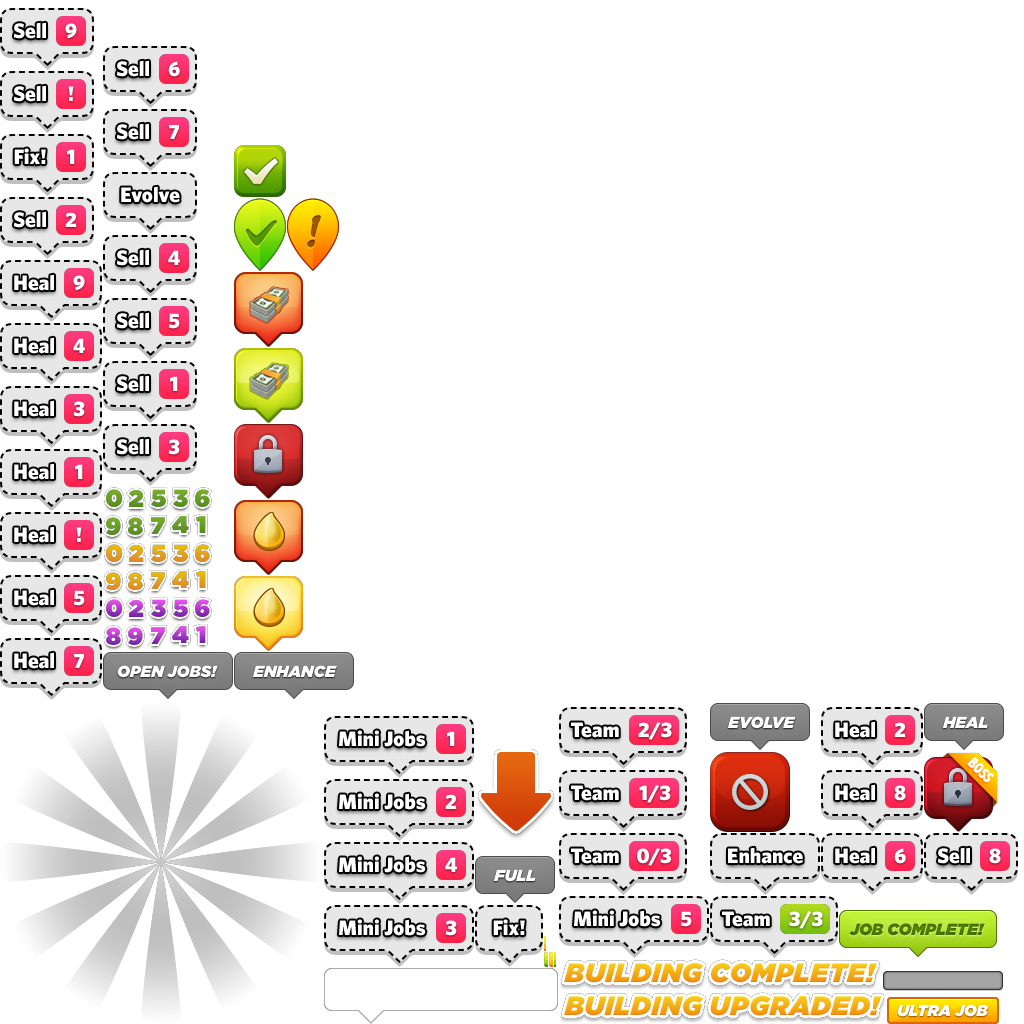 Sell 9
Sell !
Fix! 1
Sell 2
Heal 9
Heal 4
Heal 3
Heal 1
Heal !
Heal 5
Heal 7
Sell 6
Sell 7
Evolve
Sell 4
Sell 5
Sell 1
Sell 3
0 2 5 3 6
9 8 7 4 1
0 2 5 3 6
9 8 7 4 1
0 2 3 5 6
8 9 7 4 1
OPEN JOBS!
!
ENHANCE
Mini Jobs 1
Mini Jobs 2
Mini Jobs 4
Mini Jobs 3
FULL
Fix!
Team 2/3
Team 1/3
Team 0/3
Mini Jobs 5
EVOLVE
Enhance
Team 3/3
Heal 2
Heal 8
Heal 6
HEAL
BOSS
Sell 8
JOB COMPLETE!
BUILDING COMPLETE!
BUILDING UPGRADED!
ULTRA JOB